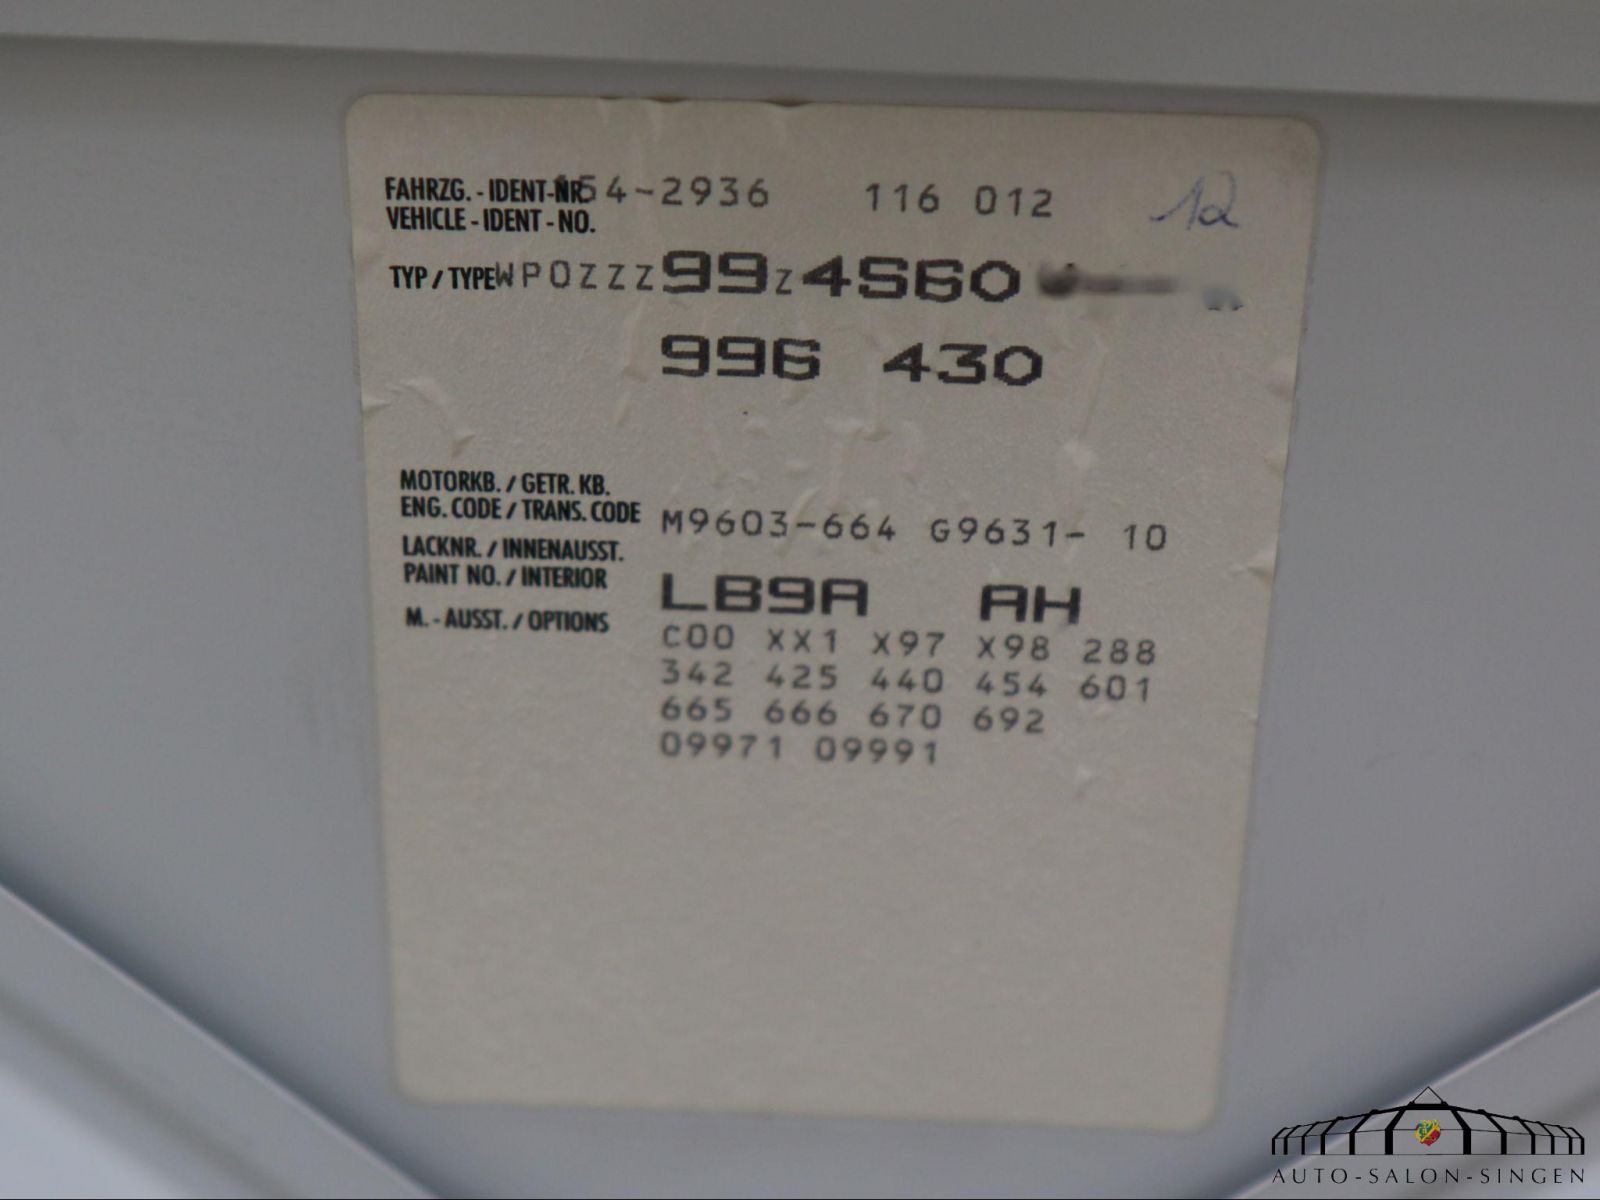 FAHRZG.-IDENT-NR 154-2936 116 012 12
VEHICLE-IDENT-NO.
TYP/TYPE WP0ZZZ99Z4S60
996 430
MOTORKB./GETR.KB.
ENG.CODE/TRANS.CODE M9603-664 G9631- 10
LACKNR./INNENAUSST.
PAINT NO./INTERIOR LB9A AH
M.-AUSST./OPTIONS C00 XX1 X97 X98 288
342 425 440 454 601
665 666 670 692
09971 09991
AUTO-SALON-SINGEN